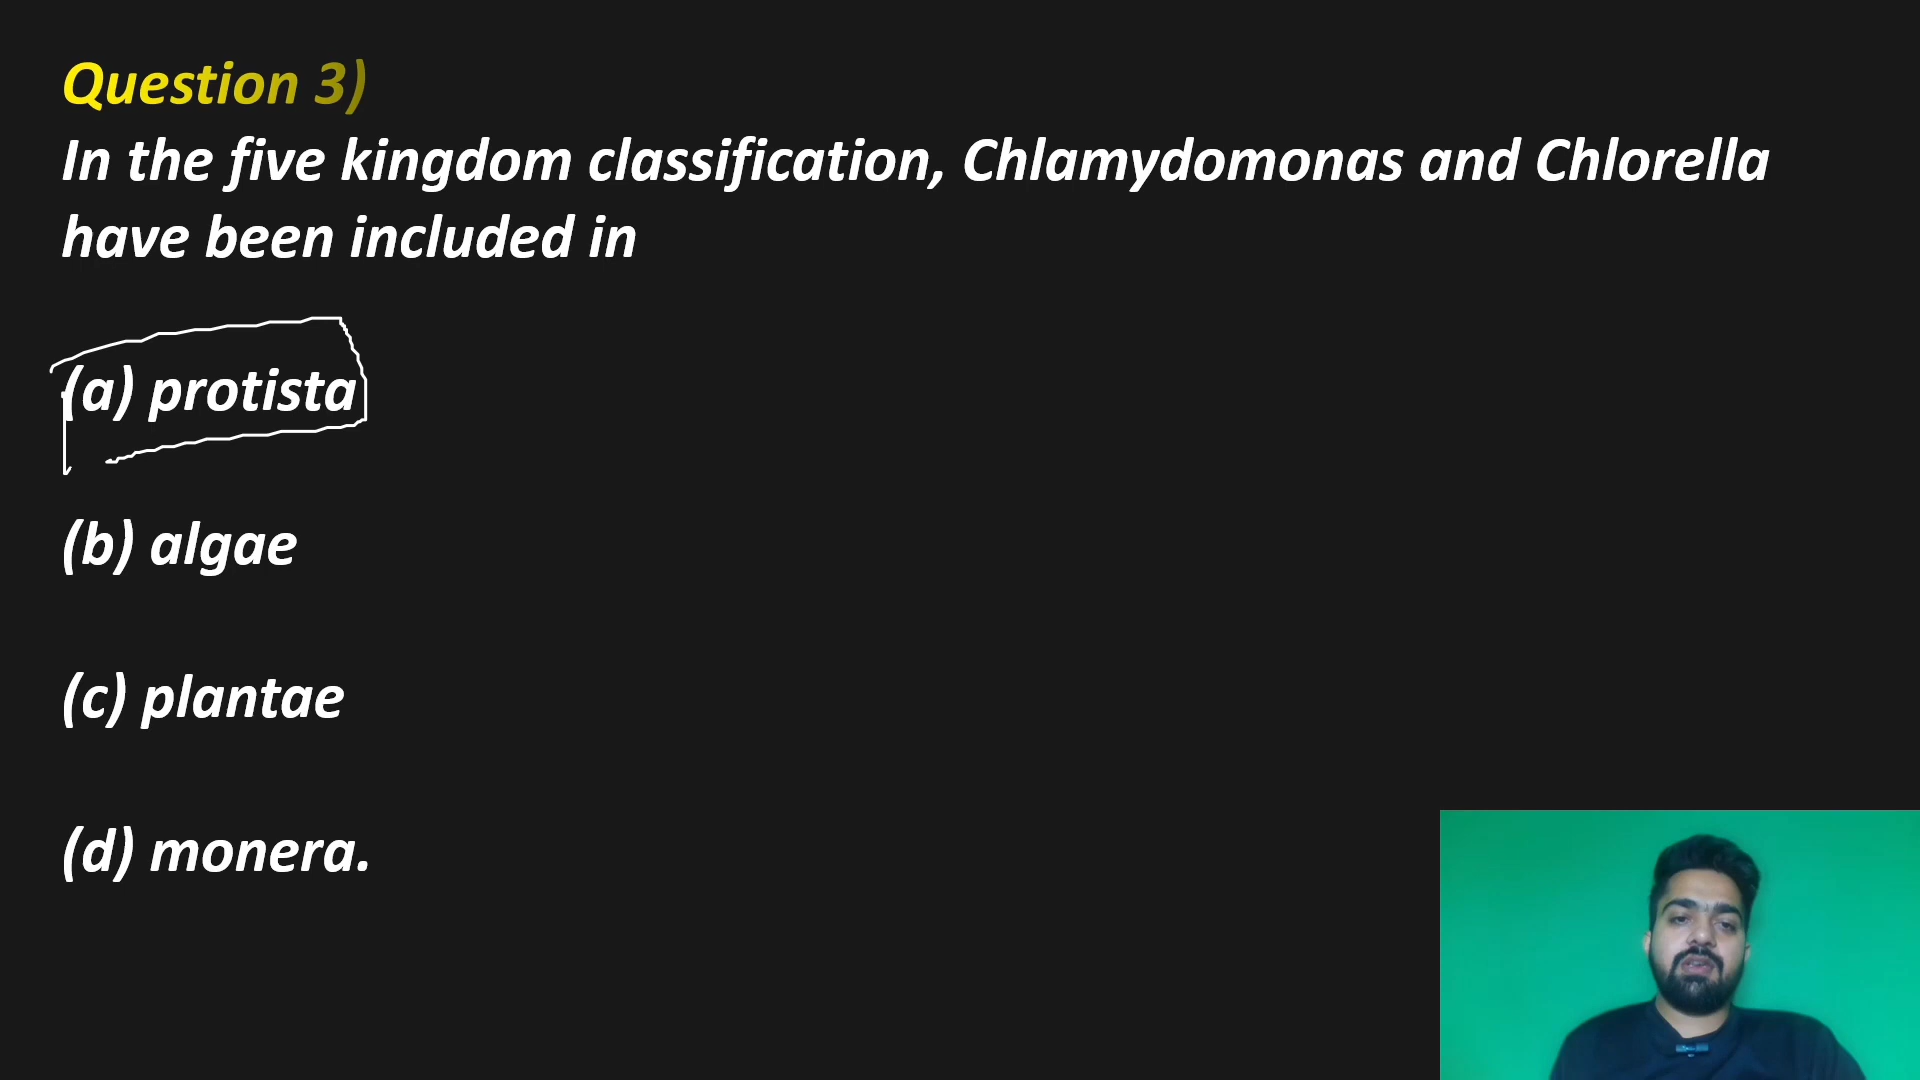 Question 3)
In the five kingdom classification, Chlamydomonas and Chlorella
have been included in
(a) protista
(b) algae
(c) plantae
(d) monera.